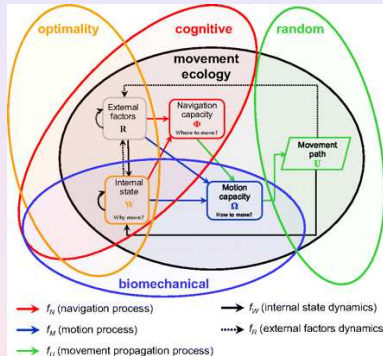 optimality
cognitive
random
movement
ecology
External
factors
R
Navigation
capacity
Φ
Where to move?
Movement
path
U
Internal
state
W
Why move?
Motion
capacity
Ω
How to move?
biomechanical
f_N (navigation process)
f_W (internal state dynamics)
f_M (motion process)
f_R (external factors dynamics)
f_U (movement propagation process)